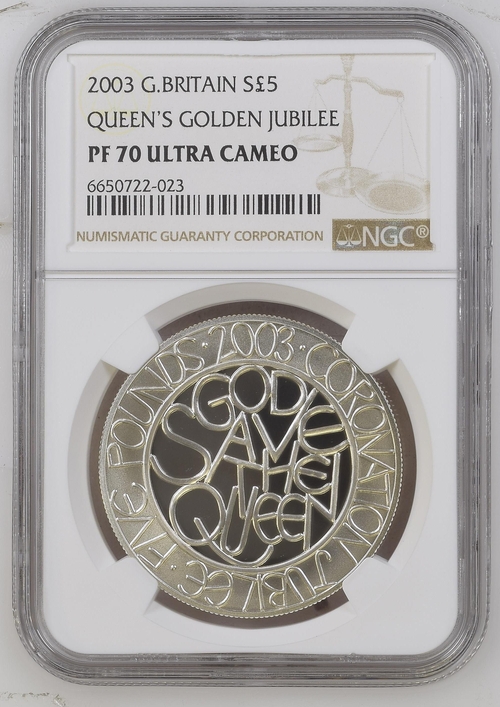 2003 G.BRITAIN S£5
QUEEN'S GOLDEN JUBILEE
PF 70 ULTRA CAMEO
6650722-023
NUMISMATIC GUARANTY CORPORATION
NGC®
· 2003 · CORONATION JUBILEE · FIVE POUNDS
GOD
SAVE
THE
QUEEN